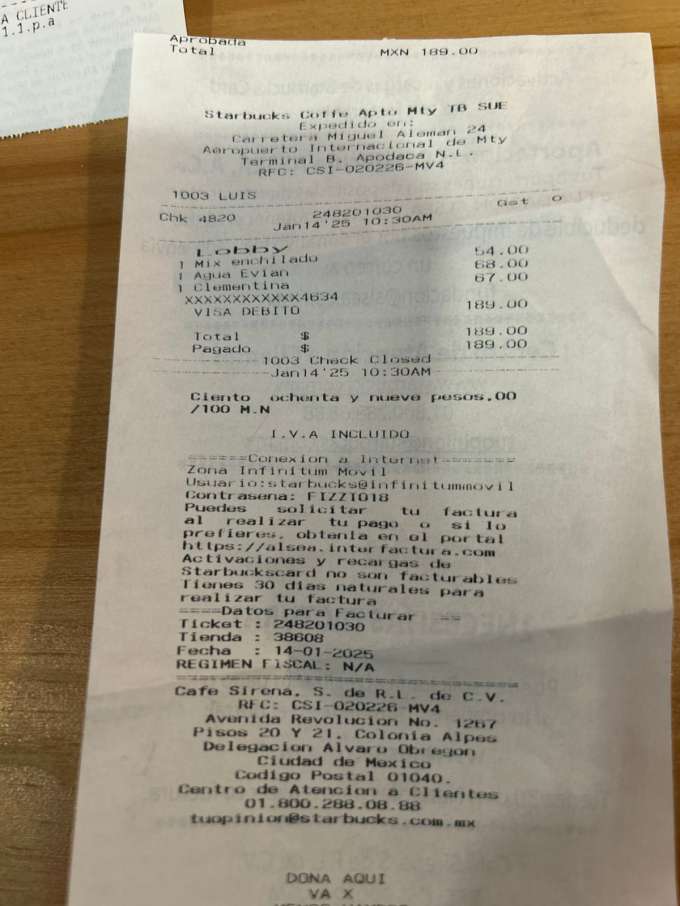 A CLIENTE
1.1.p.a
Aprobada
Total MXN 189.00
Starbucks Coffe Apto Mty TB SUE
Expedido en:
Carretera Miguel Aleman 24
Aeropuerto Internacional de Mty
Terminal B. Apodaca N.L.
RFC: CSI-020226-MV4
1003 LUIS
Chk 4820 248201030 Gst 0
Jan14'25 10:30AM
Lobby
1 Mix enchilado 54.00
1 Agua Evian 68.00
1 Clementina 67.00
XXXXXXXXXXXX4634
VISA DEBITO 189.00
Total $ 189.00
Pagado $ 189.00
1003 Check Closed
Jan14'25 10:30AM
Ciento ochenta y nueve pesos.00
/100 M.N
I.V.A INCLUIDO
======Conexion a Internet=======
Zona Infinitum Movil
Usuario:starbucks@infinitummovil
Contrasena: FIZZIO18
Puedes solicitar tu factura
al realizar tu pago o si lo
prefieres, obtenla en el portal
https://alsea.interfactura.com
Activaciones y recargas de
Starbuckscard no son facturables
Tienes 30 dias naturales para
realizar tu factura
====Datos para Facturar ===
Ticket : 248201030
Tienda : 38608
Fecha : 14-01-2025
REGIMEN FISCAL: N/A
Cafe Sirena, S. de R.L. de C.V.
RFC: CSI-020226-MV4
Avenida Revolucion No. 1267
Pisos 20 Y 21, Colonia Alpes
Delegacion Alvaro Obregon
Ciudad de Mexico
Codigo Postal 01040.
Centro de Atencion a Clientes
01.800.288.08.88
tuopinion@starbucks.com.mx
DONA AQUI
VA X